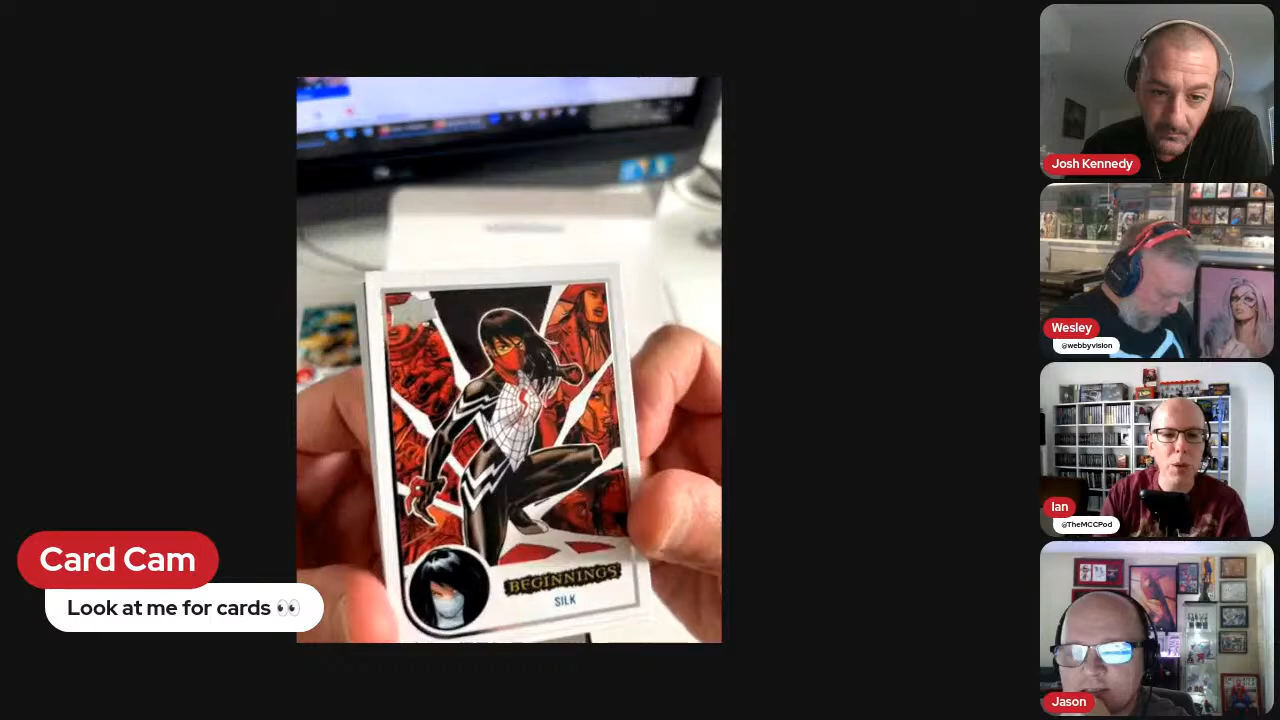 Josh Kennedy
Wesley
@webbyvision
Ian
@TheMCCPod
Jason
Card Cam
Look at me for cards 👀
BEGINNINGS
SILK